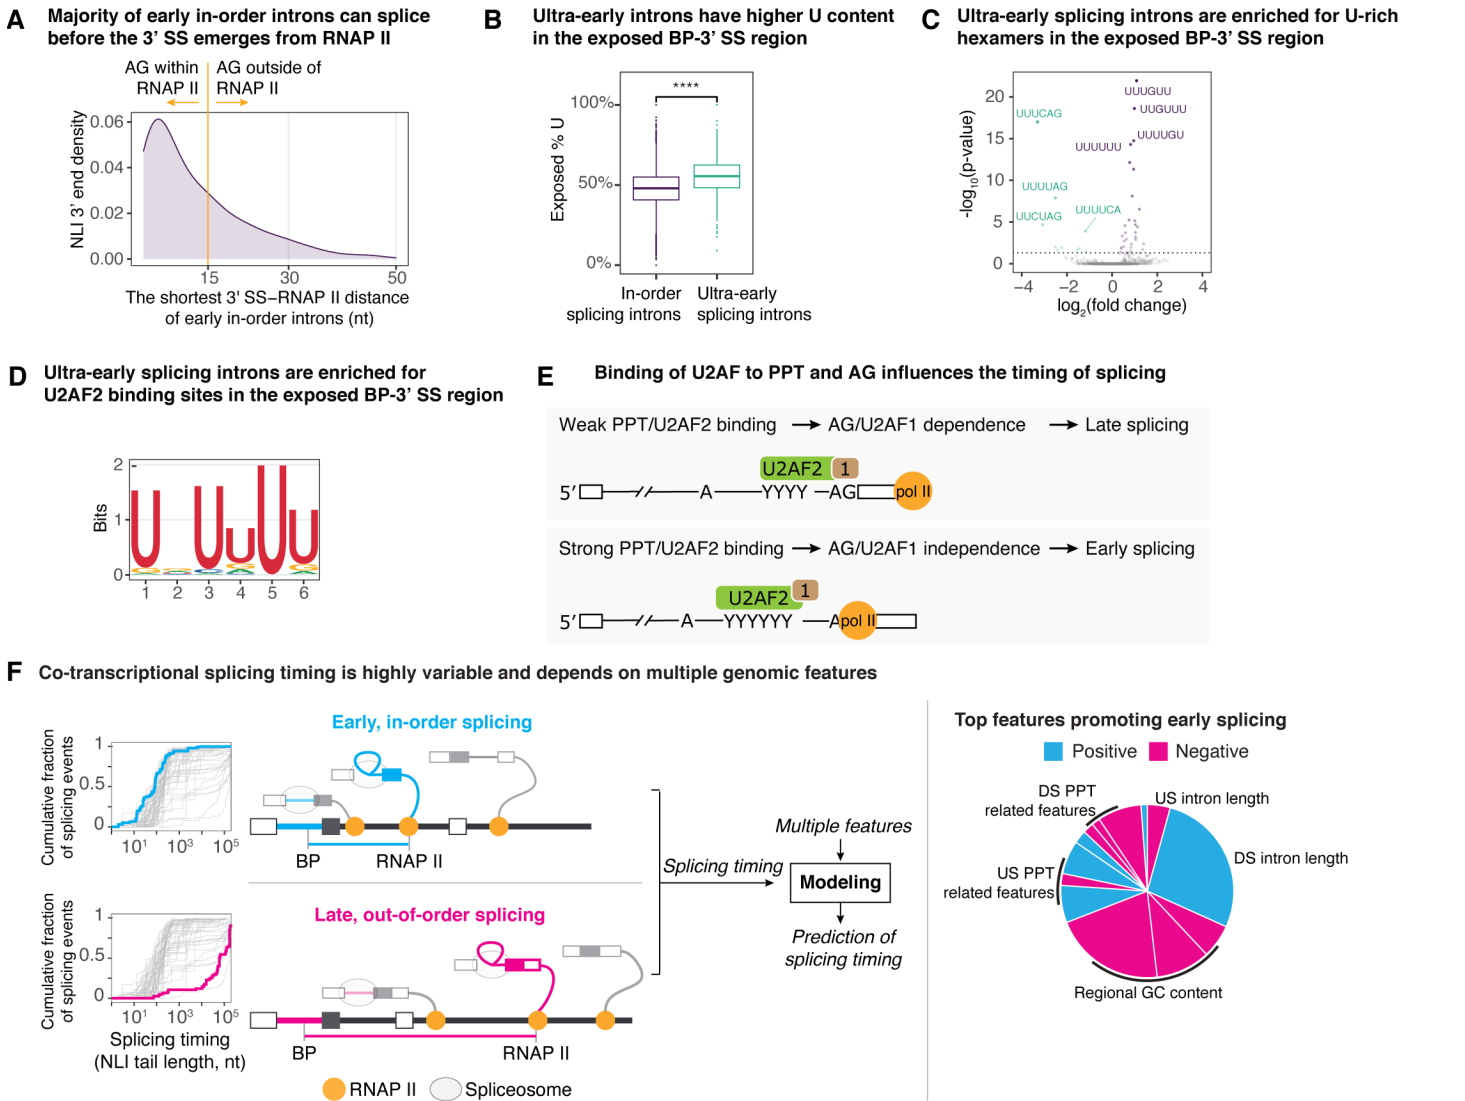 A
Majority of early in-order introns can splice
before the 3’ SS emerges from RNAP II
AG within
RNAP II
AG outside of
RNAP II
NLI 3’ end density
0.06
0.04
0.02
0.00
15
30
50
The shortest 3' SS–RNAP II distance
of early in-order introns (nt)
B
Ultra-early introns have higher U content
in the exposed BP-3’ SS region
Exposed % U
100%
50%
0%
****
In-order
splicing introns
Ultra-early
splicing introns
C
Ultra-early splicing introns are enriched for U-rich
hexamers in the exposed BP-3’ SS region
-log10(p-value)
20
15
10
5
0
UUUGUU
UUUCAG
UUGUUU
UUUUGU
UUUUUU
UUUUAG
UUCUAG
UUUUCA
−4
−2
0
2
4
log2(fold change)
D
Ultra-early splicing introns are enriched for
U2AF2 binding sites in the exposed BP-3’ SS region
Bits
2
1
0
U
U
U
U
U
1
2
3
4
5
6
E
Binding of U2AF to PPT and AG influences the timing of splicing
Weak PPT/U2AF2 binding → AG/U2AF1 dependence → Late splicing
U2AF2
1
5′
A
YYYY
AG
pol II
Strong PPT/U2AF2 binding → AG/U2AF1 independence → Early splicing
U2AF2
1
5′
A
YYYYYY
A
pol II
F
Co-transcriptional splicing timing is highly variable and depends on multiple genomic features
Cumulative fraction
of splicing events
1
0.5
0
10¹
10³
10⁵
Early, in-order splicing
BP
RNAP II
Cumulative fraction
of splicing events
1
0.5
0
10¹
10³
10⁵
Splicing timing
(NLI tail length, nt)
Late, out-of-order splicing
BP
RNAP II
RNAP II
Spliceosome
Splicing timing
Multiple features
Modeling
Prediction of
splicing timing
Top features promoting early splicing
Positive
Negative
DS PPT
related features
US intron length
DS intron length
US PPT
related features
Regional GC content